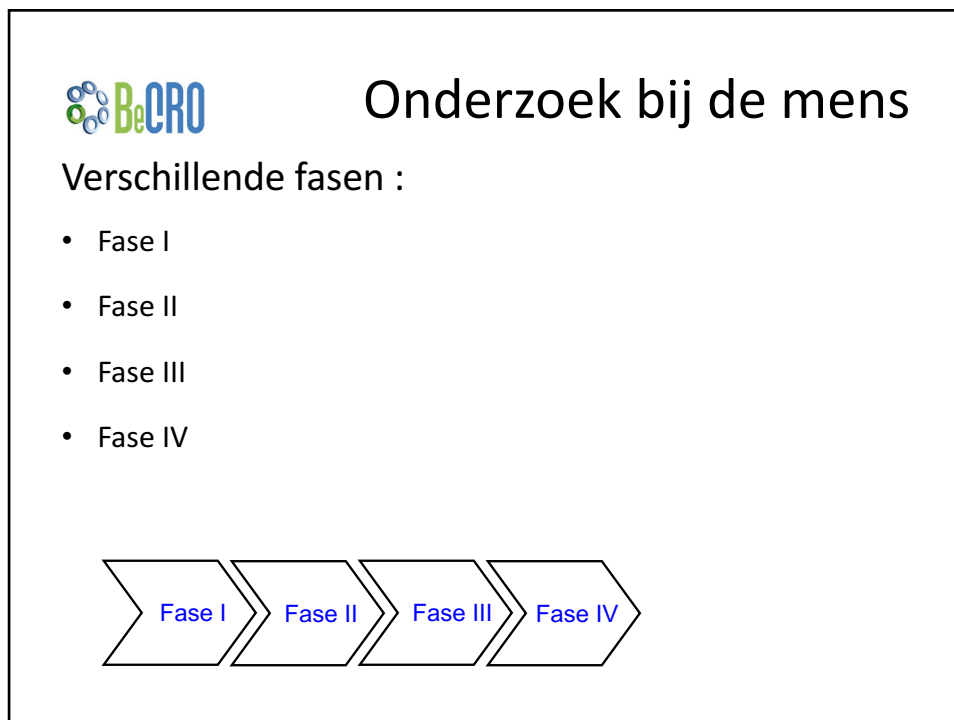 BeCRO
Onderzoek bij de mens
Verschillende fasen :
• Fase I
• Fase II
• Fase III
• Fase IV
Fase I
Fase II
Fase III
Fase IV